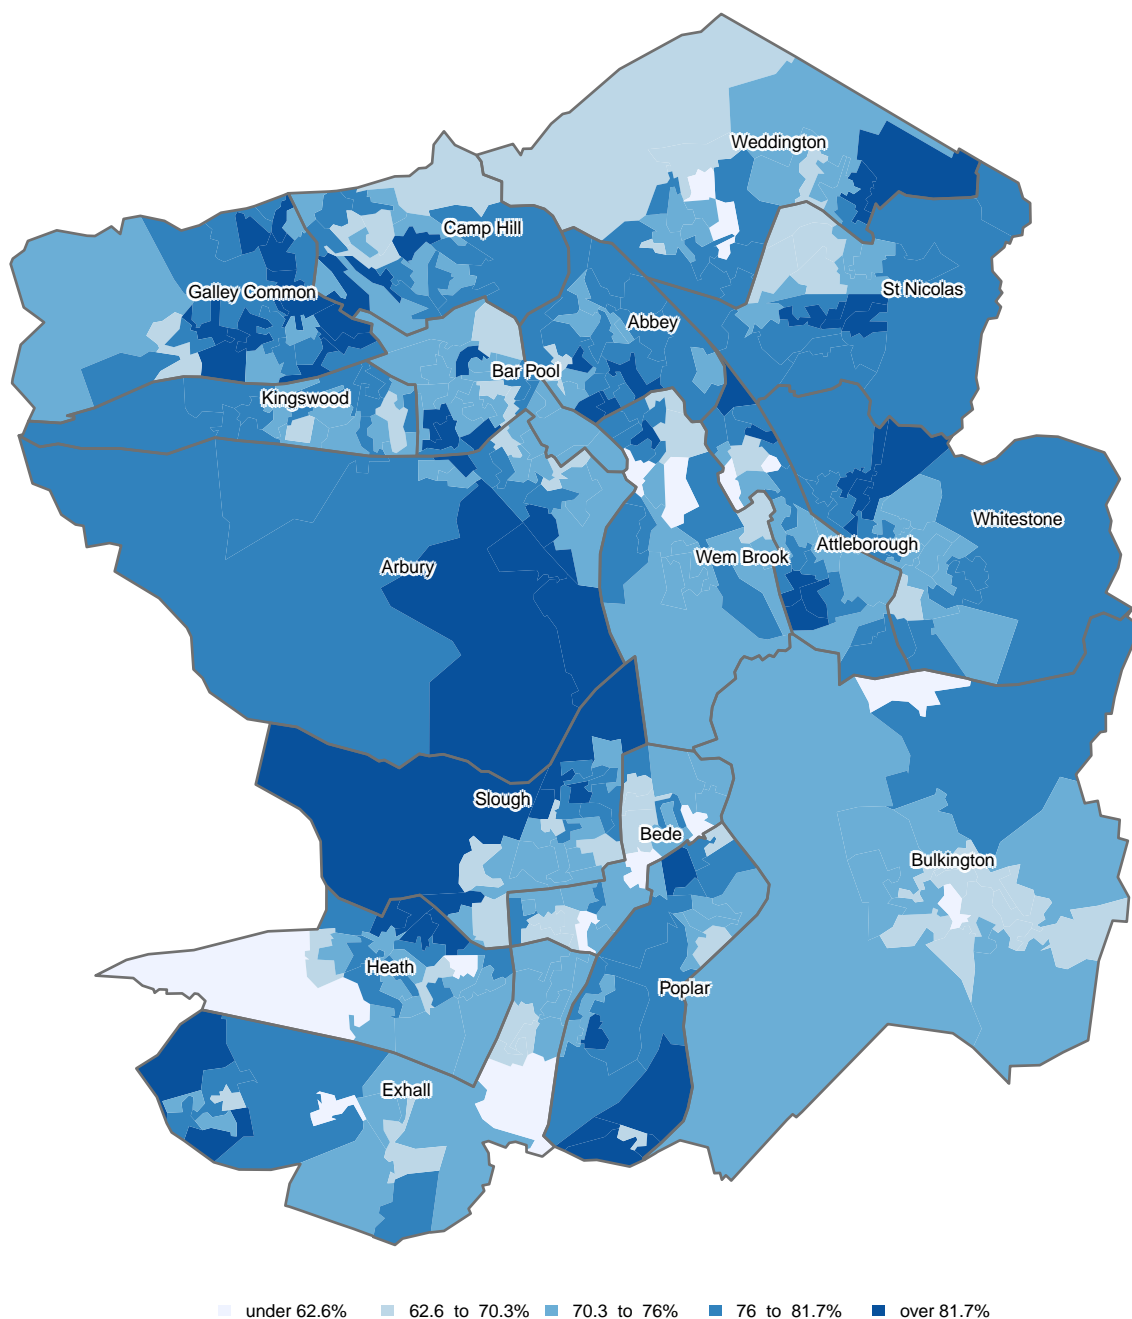 Weddington
Camp Hill
Galley Common
St Nicolas
Abbey
Bar Pool
Kingswood
Whitestone
Attleborough
Wem Brook
Arbury
Slough
Bede
Bulkington
Heath
Poplar
Exhall
under 62.6% 62.6 to 70.3% 70.3 to 76% 76 to 81.7% over 81.7%